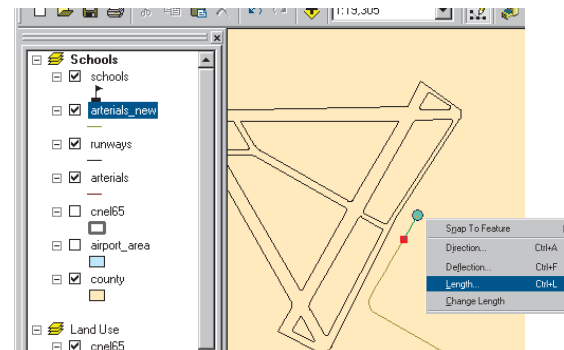 1:19,305
Schools
schools
arterials_new
runways
arterials
cnel65
airport_area
county
Land Use
cnel65
Snap To Feature
Direction... Ctrl+A
Deflection... Ctrl+F
Length... Ctrl+L
Change Length